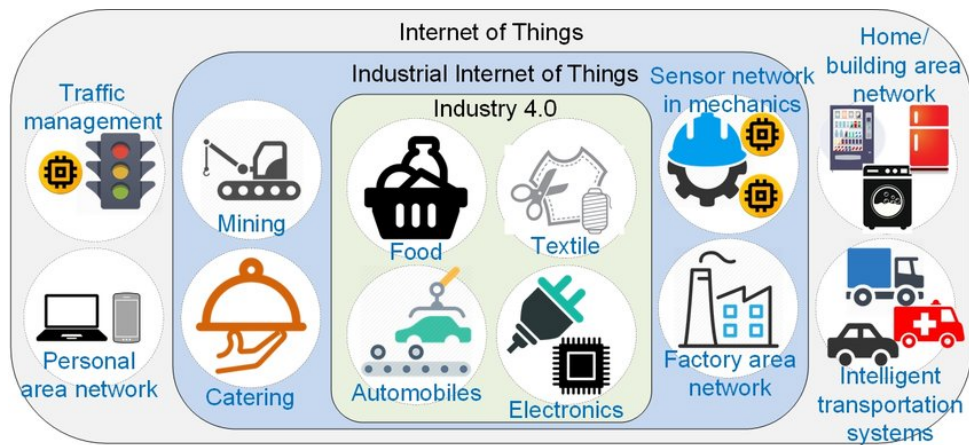 Internet of Things
Industrial Internet of Things
Industry 4.0
Traffic
management
Personal
area network
Mining
Catering
Food
Textile
Automobiles
Electronics
Sensor network
in mechanics
Factory area
network
Home/
building area
network
Intelligent
transportation
systems